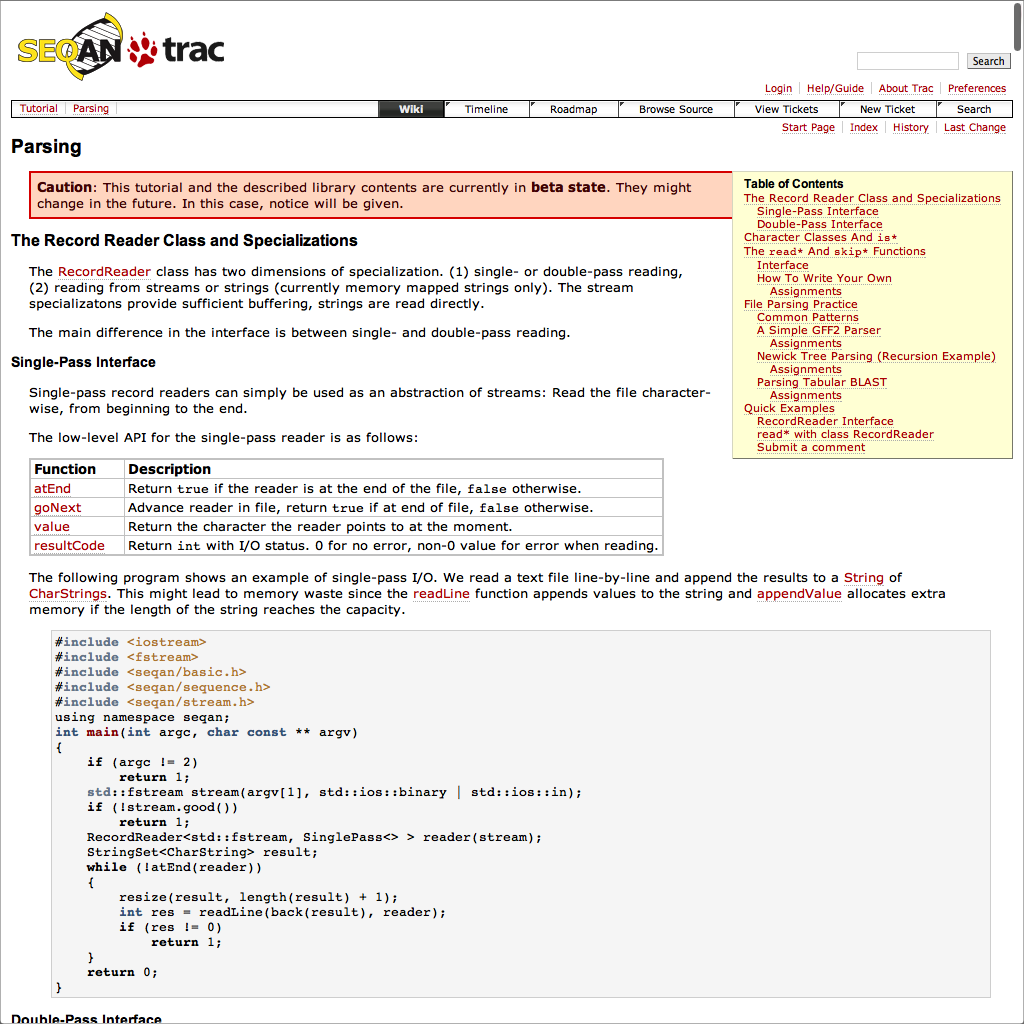 SEQAN trac
Search
Login Help/Guide About Trac Preferences
Tutorial Parsing Wiki Timeline Roadmap Browse Source View Tickets New Ticket Search
Start Page Index History Last Change
Parsing
Caution: This tutorial and the described library contents are currently in beta state. They might
change in the future. In this case, notice will be given.
Table of Contents
The Record Reader Class and Specializations
Single-Pass Interface
Double-Pass Interface
Character Classes And is*
The read* And skip* Functions
Interface
How To Write Your Own
Assignments
File Parsing Practice
Common Patterns
A Simple GFF2 Parser
Assignments
Newick Tree Parsing (Recursion Example)
Assignments
Parsing Tabular BLAST
Assignments
Quick Examples
RecordReader Interface
read* with class RecordReader
Submit a comment
The Record Reader Class and Specializations
The RecordReader class has two dimensions of specialization. (1) single- or double-pass reading,
(2) reading from streams or strings (currently memory mapped strings only). The stream
specializatons provide sufficient buffering, strings are read directly.
The main difference in the interface is between single- and double-pass reading.
Single-Pass Interface
Single-pass record readers can simply be used as an abstraction of streams: Read the file character-
wise, from beginning to the end.
The low-level API for the single-pass reader is as follows:
Function Description
atEnd Return true if the reader is at the end of the file, false otherwise.
goNext Advance reader in file, return true if at end of file, false otherwise.
value Return the character the reader points to at the moment.
resultCode Return int with I/O status. 0 for no error, non-0 value for error when reading.
The following program shows an example of single-pass I/O. We read a text file line-by-line and append the results to a String of
CharStrings. This might lead to memory waste since the readLine function appends values to the string and appendValue allocates extra
memory if the length of the string reaches the capacity.
#include <iostream>
#include <fstream>
#include <seqan/basic.h>
#include <seqan/sequence.h>
#include <seqan/stream.h>
using namespace seqan;
int main(int argc, char const ** argv)
{
    if (argc != 2)
        return 1;
    std::fstream stream(argv[1], std::ios::binary | std::ios::in);
    if (!stream.good())
        return 1;
    RecordReader<std::fstream, SinglePass<> > reader(stream);
    StringSet<CharString> result;
    while (!atEnd(reader))
    {
        resize(result, length(result) + 1);
        int res = readLine(back(result), reader);
        if (res != 0)
            return 1;
    }
    return 0;
}
Double-Pass Interface